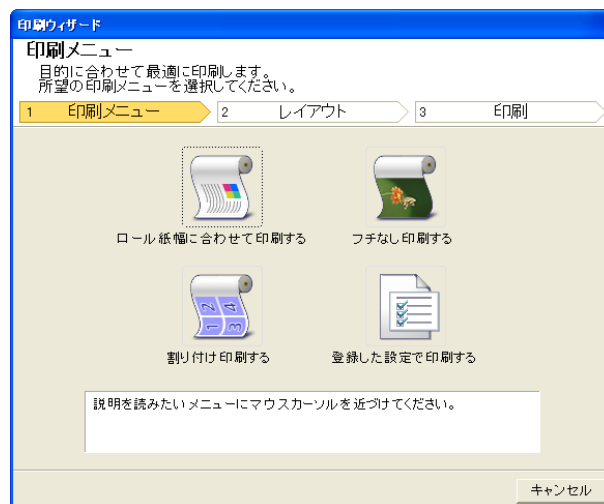 印刷ウィザード
印刷メニュー
目的に合わせて最適に印刷します。
所望の印刷メニューを選択してください。
1 印刷メニュー 2 レイアウト 3 印刷
ロール紙幅に合わせて印刷する フチなし印刷する
1 2 3 4
割り付け印刷する 登録した設定で印刷する
説明を読みたいメニューにマウスカーソルを近づけてください。
キャンセル